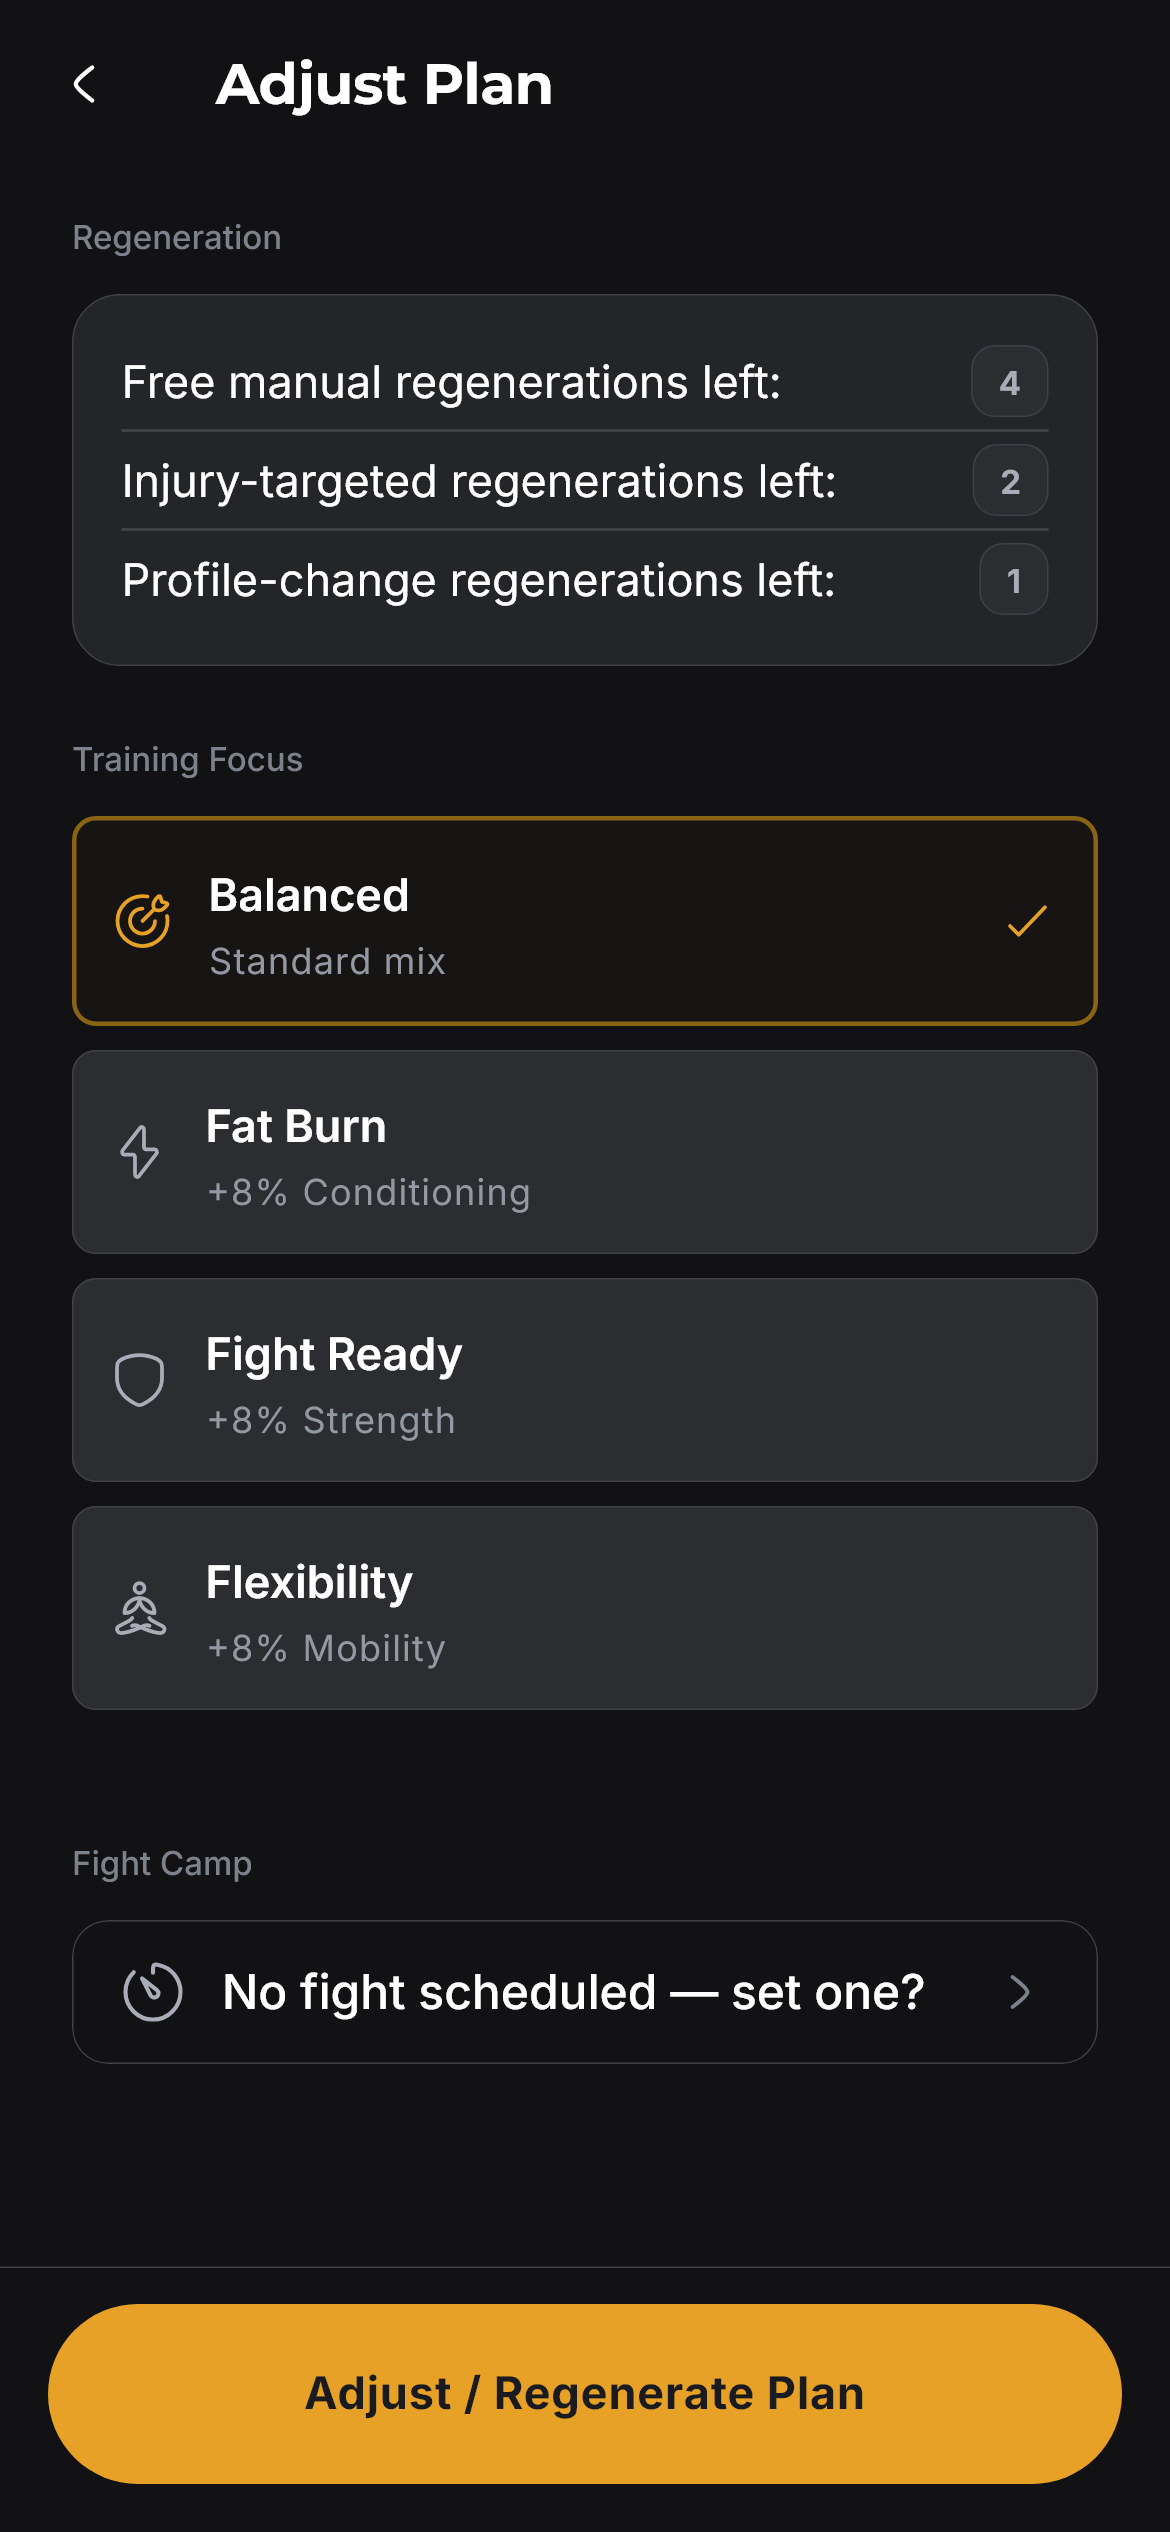 Adjust Plan
Regeneration
Free manual regenerations left: 4
Injury-targeted regenerations left: 2
Profile-change regenerations left: 1
Training Focus
Balanced
Standard mix
Fat Burn
+8% Conditioning
Fight Ready
+8% Strength
Flexibility
+8% Mobility
Fight Camp
No fight scheduled — set one?
Adjust / Regenerate Plan